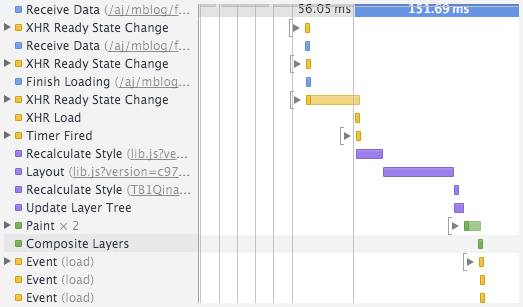 56.05 ms 151.69 ms
Receive Data (/aj/mblog/f…
XHR Ready State Change
Receive Data (/aj/mblog/f…
XHR Ready State Change
Finish Loading (/aj/mblog…
XHR Ready State Change
XHR Load
Timer Fired
Recalculate Style (lib.js?ve…
Layout (lib.js?version=c97…
Recalculate Style (TB1Qina…
Update Layer Tree
Paint × 2
Composite Layers
Event (load)
Event (load)
Event (load)